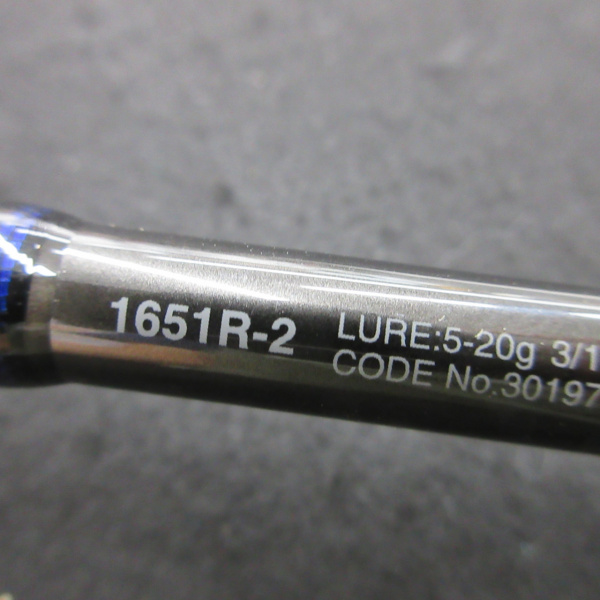 1651R-2
LURE:5-20g 3/1
CODE No.30197